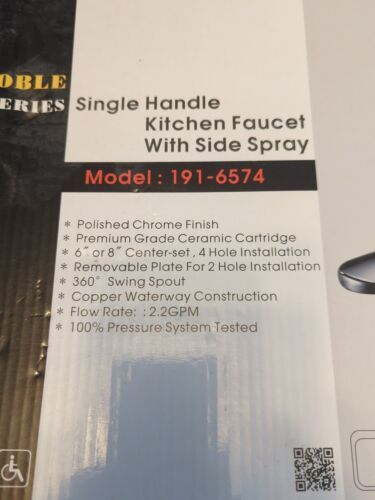 OBLE
ERIES
Single Handle
Kitchen Faucet
With Side Spray
Model : 191-6574
* Polished Chrome Finish
* Premium Grade Ceramic Cartridge
* 6" or 8" Center-set , 4 Hole Installation
* Removable Plate For 2 Hole Installation
* 360° Swing Spout
* Copper Waterway Construction
* Flow Rate: : 2.2GPM
* 100% Pressure System Tested